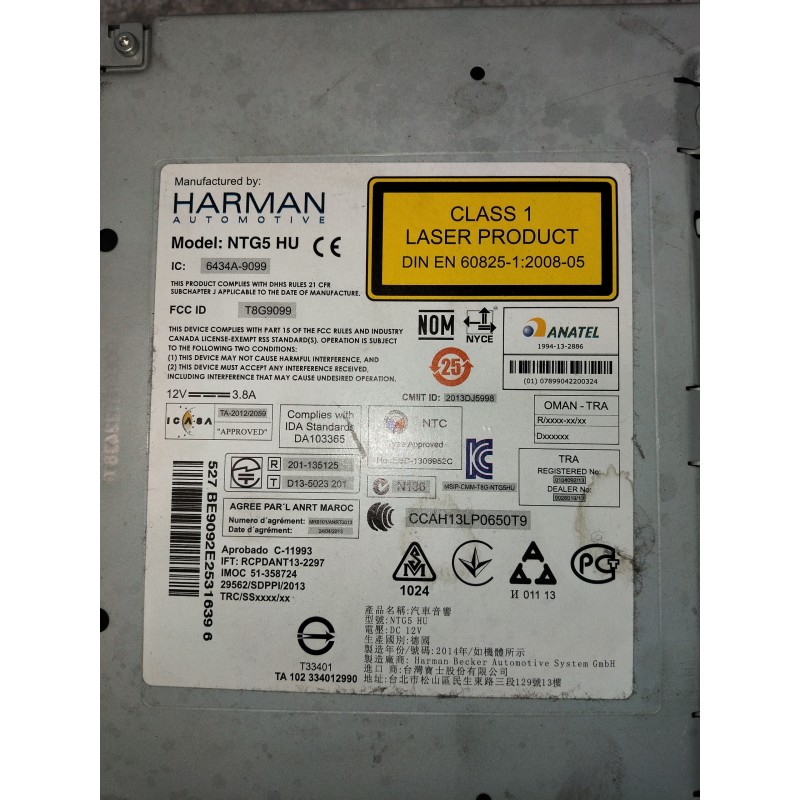 Manufactured by:
HARMAN
AUTOMOTIVE
Model: NTG5 HU CE
IC: 6434A-9099
THIS PRODUCT COMPLIES WITH DHHS RULES 21 CFR
SUBCHAPTER J APPLICABLE TO THE DATE OF MANUFACTURE.
FCC ID T8G9099
THIS DEVICE COMPLIES WITH PART 15 OF THE FCC RULES AND INDUSTRY
CANADA LICENSE-EXEMPT RSS STANDARD(S). OPERATION IS SUBJECT
TO THE FOLLOWING TWO CONDITIONS:
(1) THIS DEVICE MAY NOT CAUSE HARMFUL INTERFERENCE, AND
(2) THIS DEVICE MUST ACCEPT ANY INTERFERENCE RECEIVED,
INCLUDING INTERFERENCE THAT MAY CAUSE UNDESIRED OPERATION.
12V 3.8A
CLASS 1
LASER PRODUCT
DIN EN 60825-1:2008-05
NOM
NYCE
ANATEL
1994-13-2886
(01) 07899042200324
25
CMIIT ID: 2013DJ5998
ICASA
TA-2012/2059
"APPROVED"
Complies with
IDA Standards
DA103365
NTC
Type Approved
OMAN - TRA
R/xxxx-xx/xx
Dxxxxxx
R 201-135125
T D13-5023 201
N136
MSIP-CMM-T8G-NTG5HU
TRA
REGISTERED No:
DEALER No:
AGREE PAR'L ANRT MAROC
Numero d'agrément:
Date d'agrément:
CCAH13LP0650T9
527 BE9092E2531639 6
Aprobado C-11993
IFT: RCPDANT13-2297
IMOC 51-358724
29562/SDPPI/2013
TRC/SSxxxx/xx
1024
И 011 13
T33401
TA 102 334012990
產品名稱:汽車音響
型號:NTG5 HU
電壓:DC 12V
生產國別:德國
製造年份/號碼:2014年/如機體所示
製造廠商: Harman Becker Automotive System GmbH
進口商:台灣賓士股份有限公司
地址:台北市松山區民生東路三段129號13樓